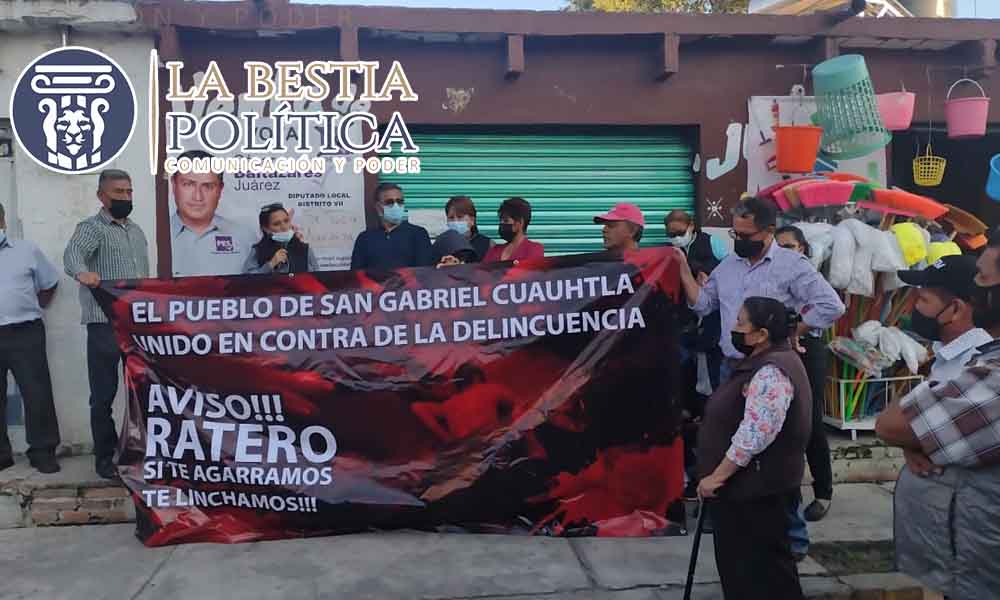 LA BESTIA
POLÍTICA
COMUNICACIÓN Y PODER
Juárez
DIPUTADO LOCAL
DISTRITO VII
PES
EL PUEBLO DE SAN GABRIEL CUAUHTLA
UNIDO EN CONTRA DE LA DELINCUENCIA
AVISO!!!
RATERO
SI TE AGARRAMOS
TE LINCHAMOS!!!